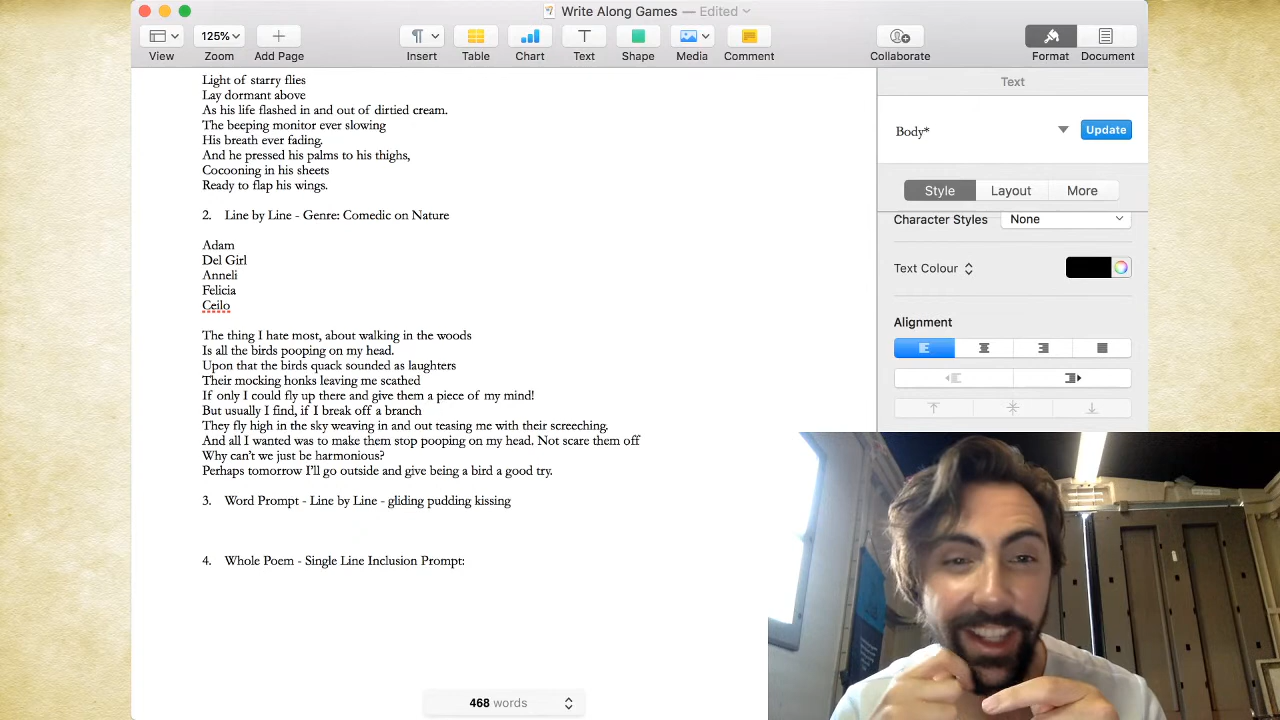 Write Along Games — Edited
125%
View Zoom Add Page Insert Table Chart Text Shape Media Comment Collaborate Format Document
Text
Light of starry flies
Lay dormant above
As his life flashed in and out of dirtied cream.
The beeping monitor ever slowing
His breath ever fading.
And he pressed his palms to his thighs,
Cocooning in his sheets
Ready to flap his wings.
2. Line by Line - Genre: Comedic on Nature
Adam
Del Girl
Anneli
Felicia
Ceilo
The thing I hate most, about walking in the woods
Is all the birds pooping on my head.
Upon that the birds quack sounded as laughters
Their mocking honks leaving me scathed
If only I could fly up there and give them a piece of my mind!
But usually I find, if I break off a branch
They fly high in the sky weaving in and out teasing me with their screeching.
And all I wanted was to make them stop pooping on my head. Not scare them off
Why can't we just be harmonious?
Perhaps tomorrow I'll go outside and give being a bird a good try.
3. Word Prompt - Line by Line - gliding pudding kissing
4. Whole Poem - Single Line Inclusion Prompt:
468 words
Body*
Update
Style Layout More
Character Styles None
Text Colour
Alignment